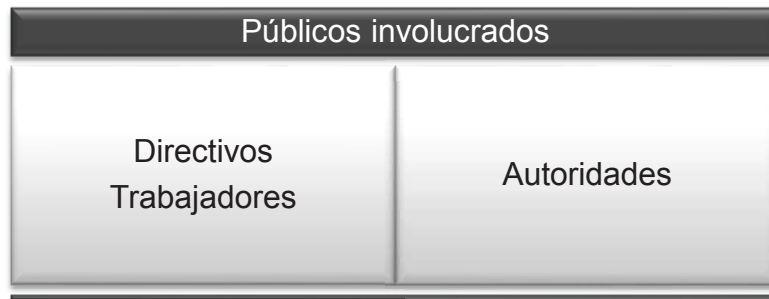 Públicos involucrados
Directivos
Trabajadores
Autoridades